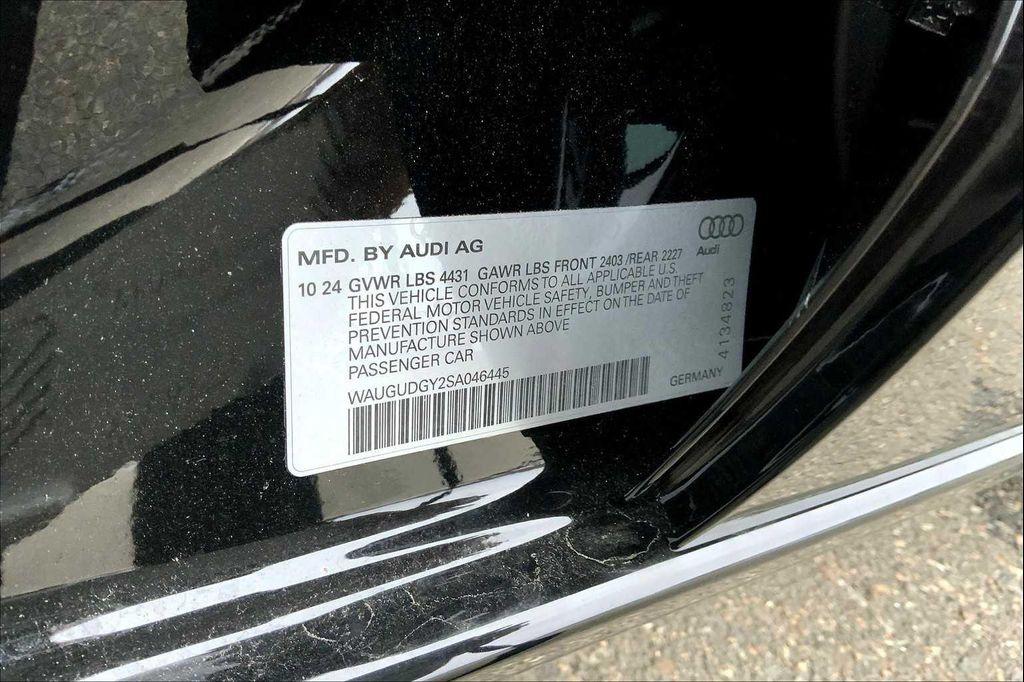 MFD. BY AUDI AG
Audi
10 24 GVWR LBS 4431 GAWR LBS FRONT 2403 /REAR 2227
THIS VEHICLE CONFORMS TO ALL APPLICABLE U.S.
FEDERAL MOTOR VEHICLE SAFETY, BUMPER AND THEFT
PREVENTION STANDARDS IN EFFECT ON THE DATE OF
MANUFACTURE SHOWN ABOVE
PASSENGER CAR
WAUGUDGY2SA046445
GERMANY
4134823